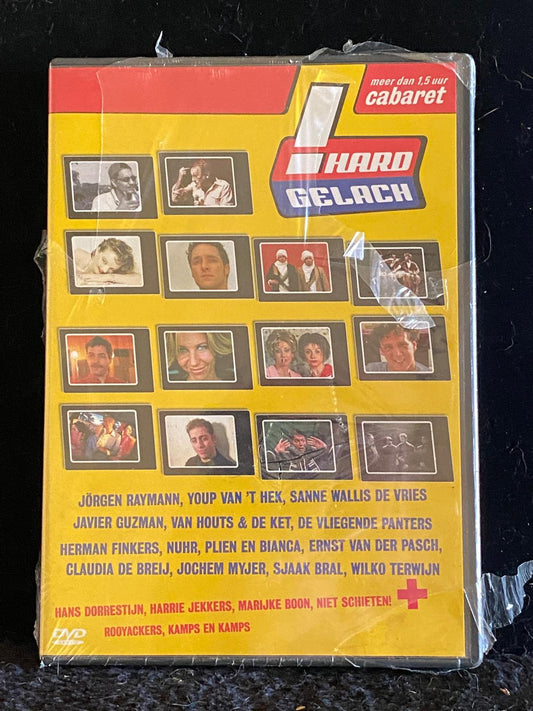 meer dan 1,5 uur
cabaret
! HARD
GELACH
JÖRGEN RAYMANN, YOUP VAN 'T HEK, SANNE WALLIS DE VRIES
JAVIER GUZMAN, VAN HOUTS & DE KET, DE VLIEGENDE PANTERS
HERMAN FINKERS, NUHR, PLIEN EN BIANCA, ERNST VAN DER PASCH,
CLAUDIA DE BREIJ, JOCHEM MYJER, SJAAK BRAL, WILKO TERWIJN
HANS DORRESTIJN, HARRIE JEKKERS, MARIJKE BOON, NIET SCHIETEN!
ROOYACKERS, KAMPS EN KAMPS
DVD